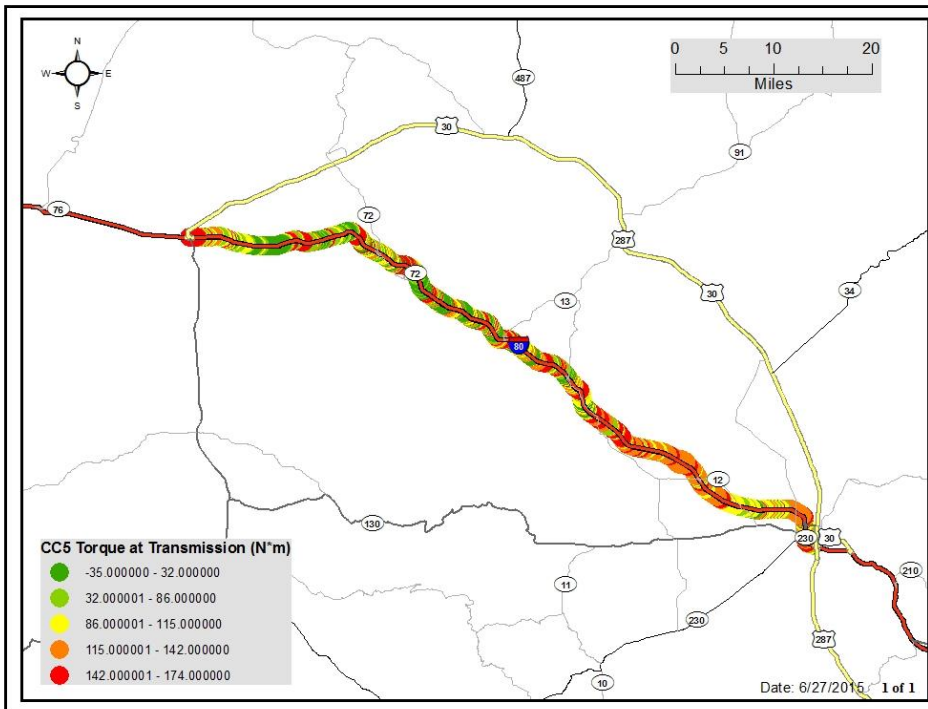 N
W E
S
0 5 10 20
Miles
487
30
91
76
72
287
72
30
34
13
80
12
130
230
30
CC5 Torque at Transmission (N*m)
-35.000000 - 32.000000
32.000001 - 86.000000
86.000001 - 115.000000
115.000001 - 142.000000
142.000001 - 174.000000
11
210
230
287
10
Date: 6/27/2015 1 of 1